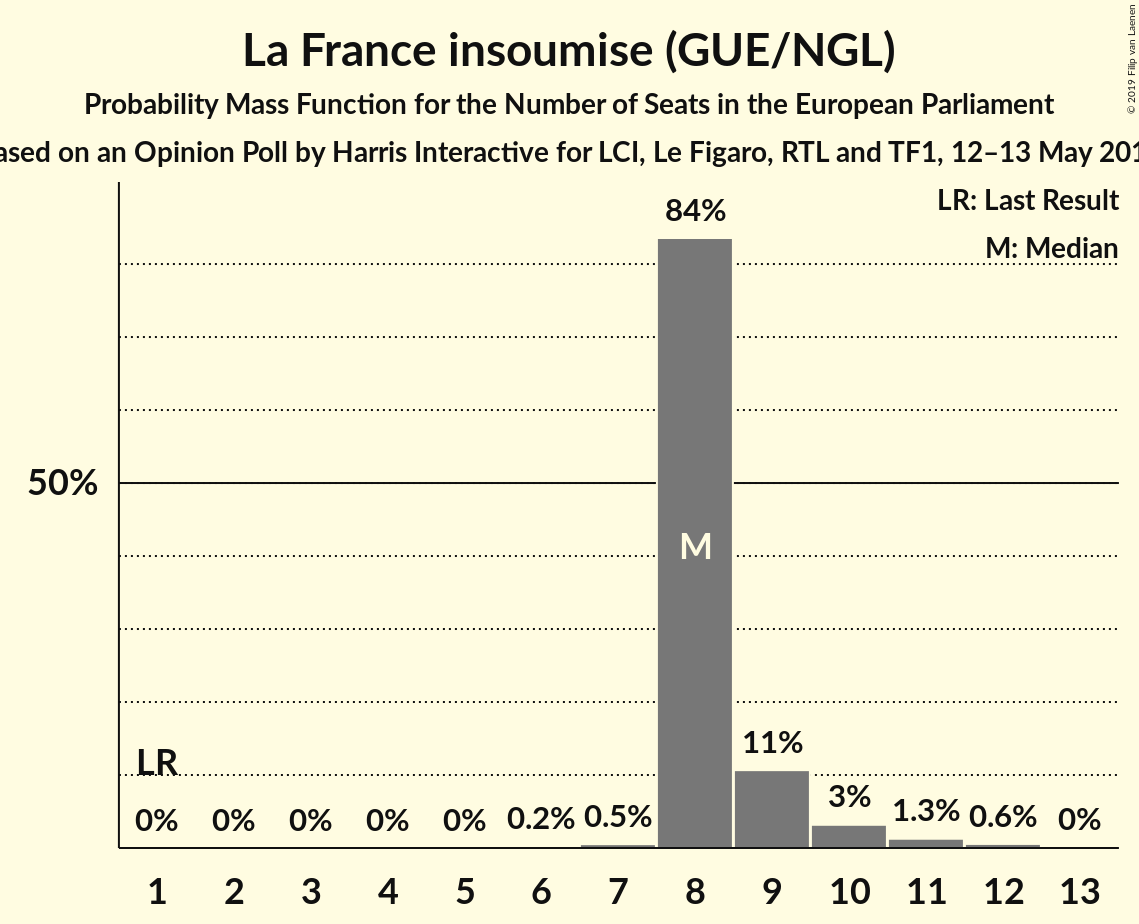 La France insoumise (GUE/NGL)
Probability Mass Function for the Number of Seats in the European Parliament
on an Opinion Poll by Harris Interactive for LCI, Le Figaro, RTL and TF1, 12–13 May
© 2019 Filip van Laenen
LR: Last Result
M: Median
84%
50%
M
LR
11%
3%
1.3%
0.6%
0%
0%
0%
0%
0%
0%
0.2%
0.5%
1 2 3 4 5 6 7 8 9 10 11 12 13